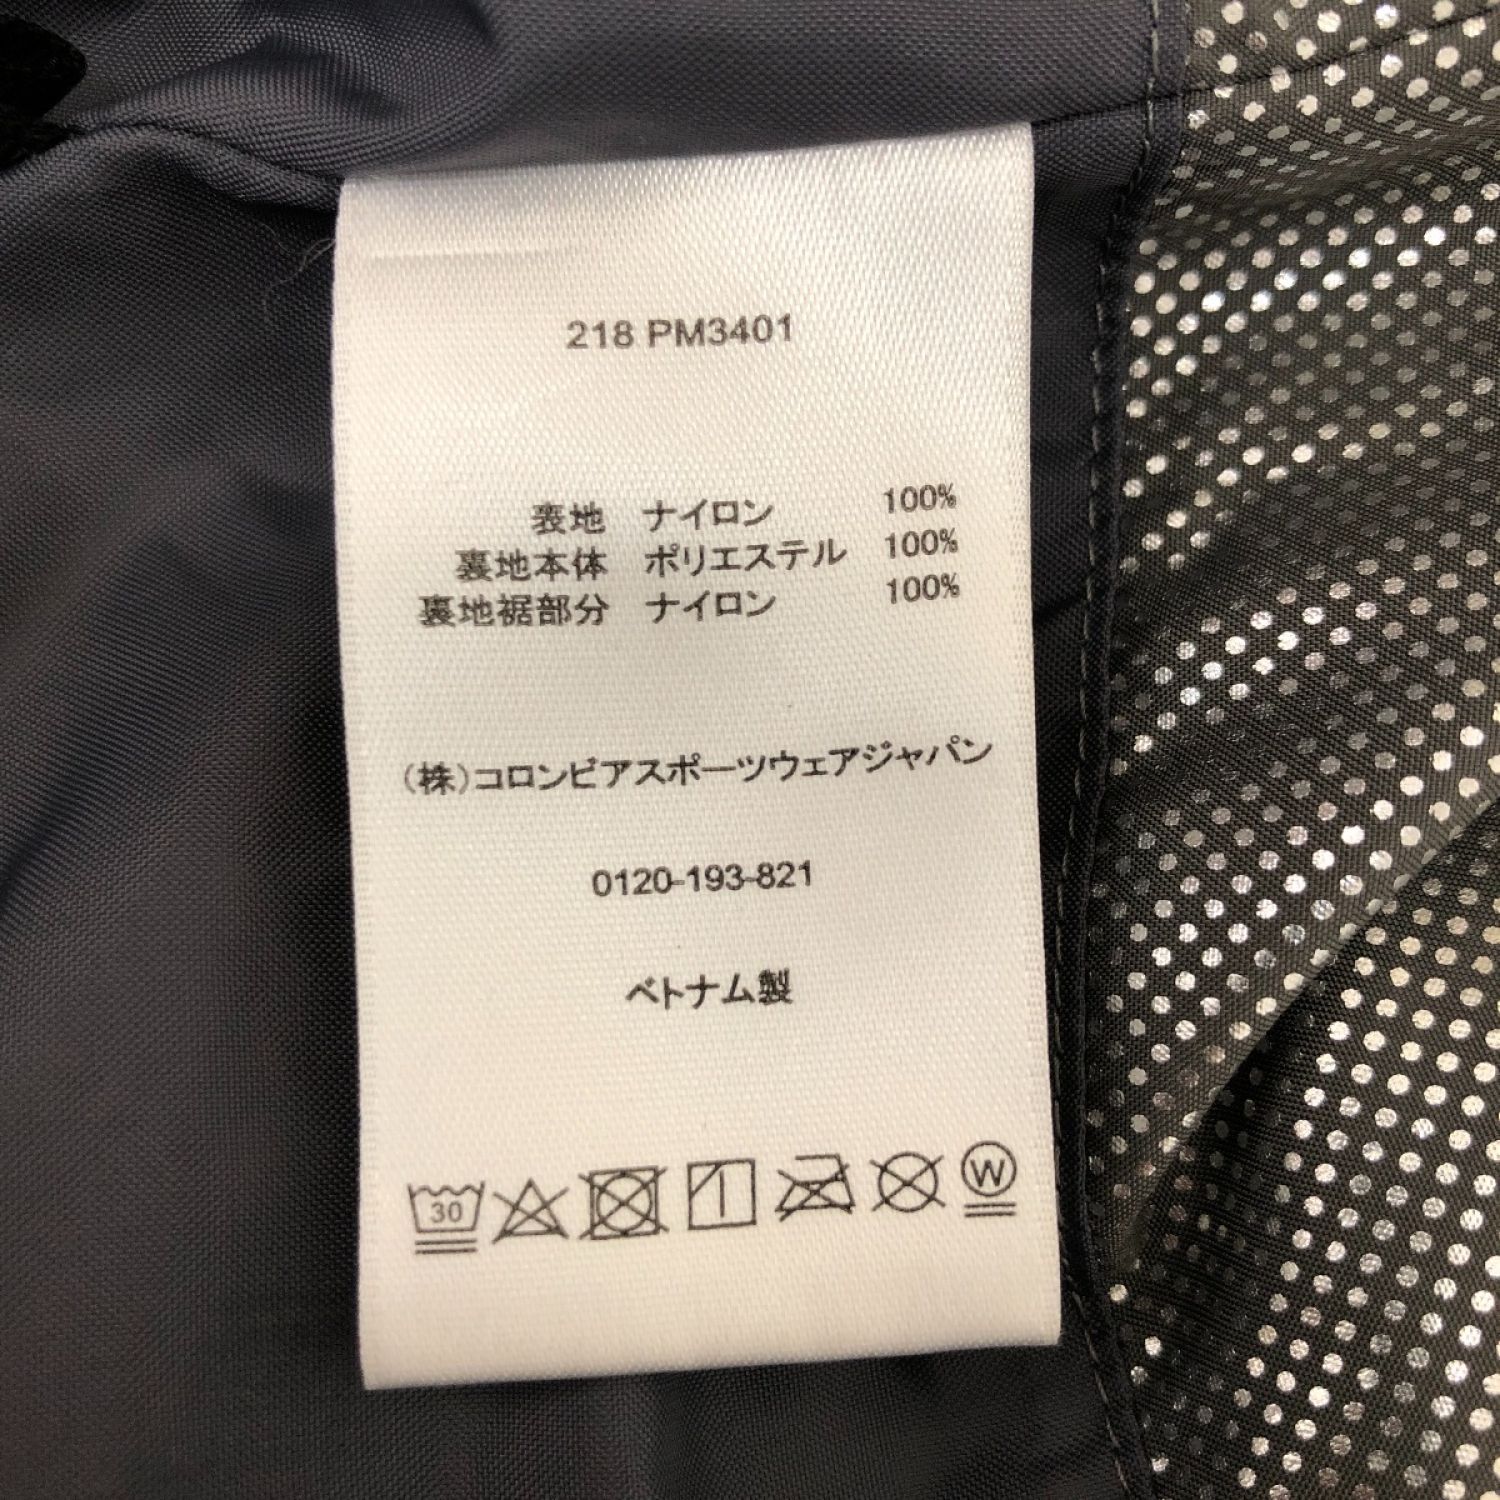 218 PM3401
表地 ナイロン 100%
裏地本体 ポリエステル 100%
裏地裾部分 ナイロン 100%
(株)コロンビアスポーツウェアジャパン
0120-193-821
ベトナム製
30 W